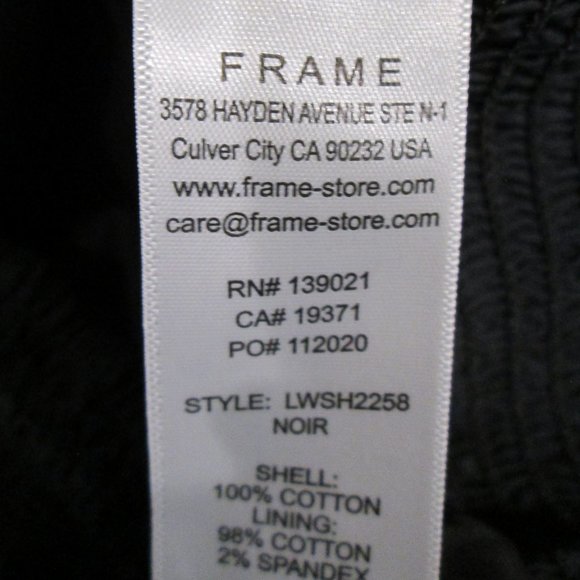 FRAME
3578 HAYDEN AVENUE STE N-1
Culver City CA 90232 USA
www.frame-store.com
care@frame-store.com
RN# 139021
CA# 19371
PO# 112020
STYLE: LWSH2258
NOIR
SHELL:
100% COTTON
LINING:
98% COTTON
2% SPANDEX